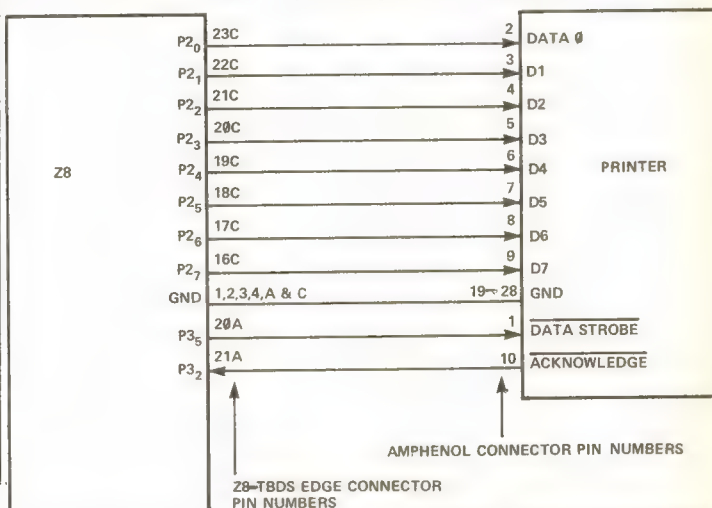 P2₀ 23C 2 DATA 0
P2₁ 22C 3 D1
P2₂ 21C 4 D2
P2₃ 20C 5 D3
Z8 P2₄ 19C 6 D4 PRINTER
P2₅ 18C 7 D5
P2₆ 17C 8 D6
P2₇ 16C 9 D7
GND 1,2,3,4,A & C 19-28 GND
P3₅ 20A 1 DATA STROBE
P3₂ 21A 10 ACKNOWLEDGE
AMPHENOL CONNECTOR PIN NUMBERS
Z8-TBDS EDGE CONNECTOR
PIN NUMBERS